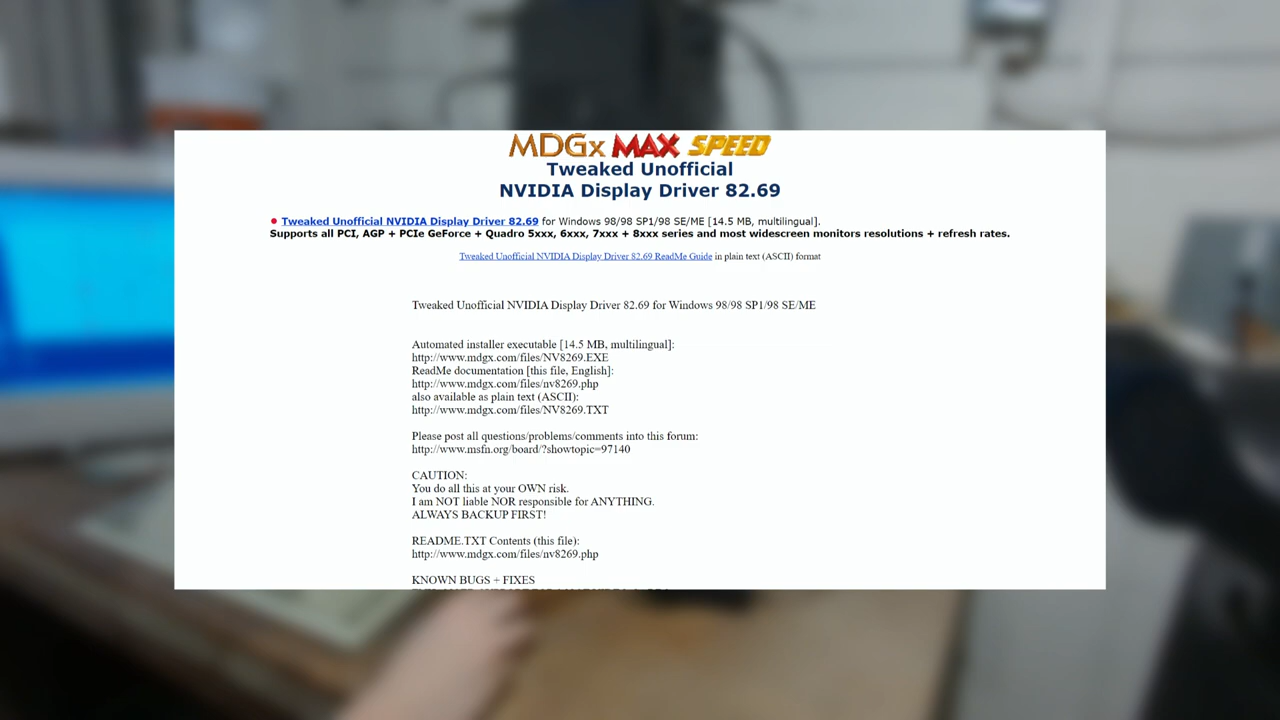 MDGx MAX SPEED
Tweaked Unofficial
NVIDIA Display Driver 82.69
Tweaked Unofficial NVIDIA Display Driver 82.69 for Windows 98/98 SP1/98 SE/ME [14.5 MB, multilingual].
Supports all PCI, AGP + PCIe GeForce + Quadro 5xxx, 6xxx, 7xxx + 8xxx series and most widescreen monitors resolutions + refresh rates.
Tweaked Unofficial NVIDIA Display Driver 82.69 ReadMe Guide in plain text (ASCII) format
Tweaked Unofficial NVIDIA Display Driver 82.69 for Windows 98/98 SP1/98 SE/ME
Automated installer executable [14.5 MB, multilingual]:
http://www.mdgx.com/files/NV8269.EXE
ReadMe documentation [this file, English]:
http://www.mdgx.com/files/nv8269.php
also available as plain text (ASCII):
http://www.mdgx.com/files/NV8269.TXT
Please post all questions/problems/comments into this forum:
http://www.msfn.org/board/?showtopic=97140
CAUTION:
You do all this at your OWN risk.
I am NOT liable NOR responsible for ANYTHING.
ALWAYS BACKUP FIRST!
README.TXT Contents (this file):
http://www.mdgx.com/files/nv8269.php
KNOWN BUGS + FIXES